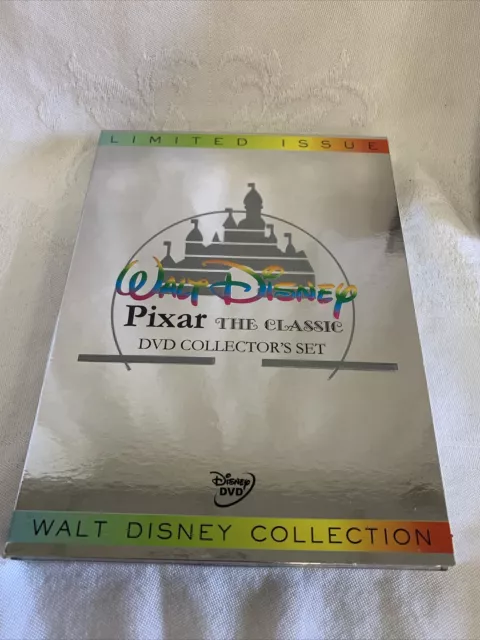 LIMITED ISSUE
WALT DISNEY
Pixar THE CLASSIC
DVD COLLECTOR'S SET
Disney
DVD
WALT DISNEY COLLECTION